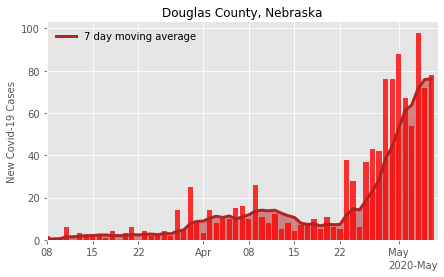 Douglas County, Nebraska
7 day moving average
New Covid-19 Cases
100
80
60
40
20
0
08 15 22 Apr 08 15 22 May
2020-May